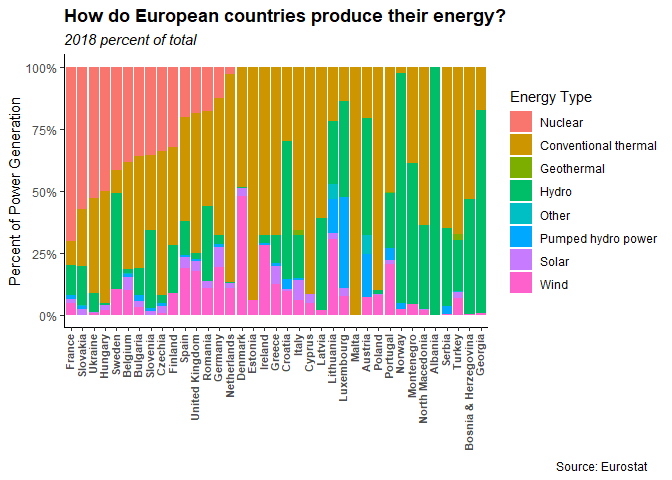 How do European countries produce their energy?
2018 percent of total
Percent of Power Generation
100%
75%
50%
25%
0%
France
Slovakia
Ukraine
Hungary
Sweden
Belgium
Bulgaria
Slovenia
Czechia
Finland
Spain
United Kingdom
Romania
Germany
Netherlands
Denmark
Estonia
Ireland
Greece
Croatia
Italy
Cyprus
Latvia
Lithuania
Luxembourg
Malta
Austria
Poland
Portugal
Norway
Montenegro
North Macedonia
Albania
Serbia
Turkey
Bosnia & Herzegovina
Georgia
Energy Type
Nuclear
Conventional thermal
Geothermal
Hydro
Other
Pumped hydro power
Solar
Wind
Source: Eurostat